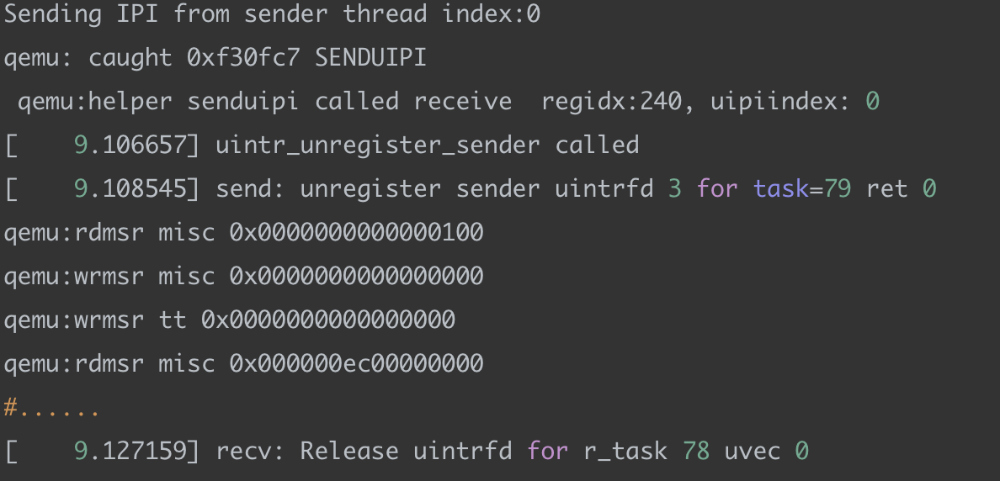 Sending IPI from sender thread index:0
qemu: caught 0xf30fc7 SENDUIPI
 qemu:helper senduipi called receive  regidx:240, uipiindex: 0
[    9.106657] uintr_unregister_sender called
[    9.108545] send: unregister sender uintrfd 3 for task=79 ret 0
qemu:rdmsr misc 0x0000000000000100
qemu:wrmsr misc 0x0000000000000000
qemu:wrmsr tt 0x0000000000000000
qemu:rdmsr misc 0x000000ec00000000
#......
[    9.127159] recv: Release uintrfd for r_task 78 uvec 0